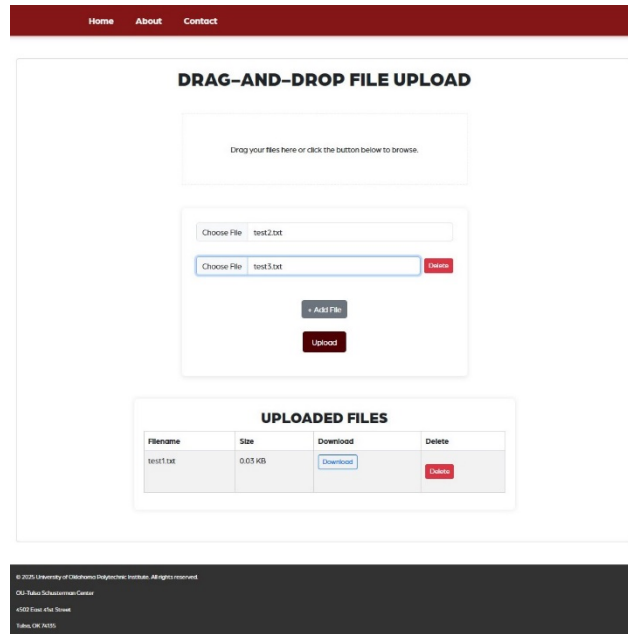 Home About Contact
DRAG-AND-DROP FILE UPLOAD
Drag your files here or click the button below to browse.
Choose File test2.txt
Choose File test3.txt Delete
+ Add File
Upload
UPLOADED FILES
Filename Size Download Delete
test1.txt 0.03 KB Download Delete
© 2025 University of Oklahoma Polytechnic Institute. All rights reserved.
OU-Tulsa Schusterman Center
4502 East 41st Street
Tulsa, OK 74135